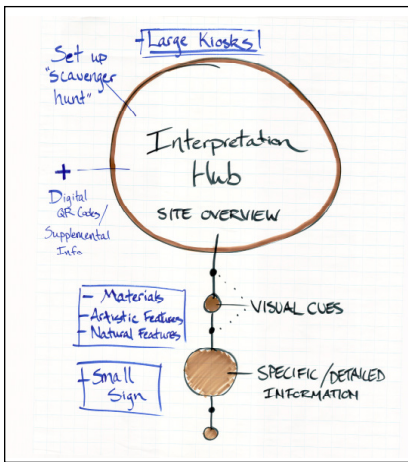 - Large Kiosks
Set up
"scavenger
hunt"
Interpretation
Hub
SITE OVERVIEW
+
Digital
QR Codes/
Supplemental
Info
- Materials
- Artistic Features
- Natural Features
VISUAL CUES
- Small
Sign
SPECIFIC/DETAILED
INFORMATION